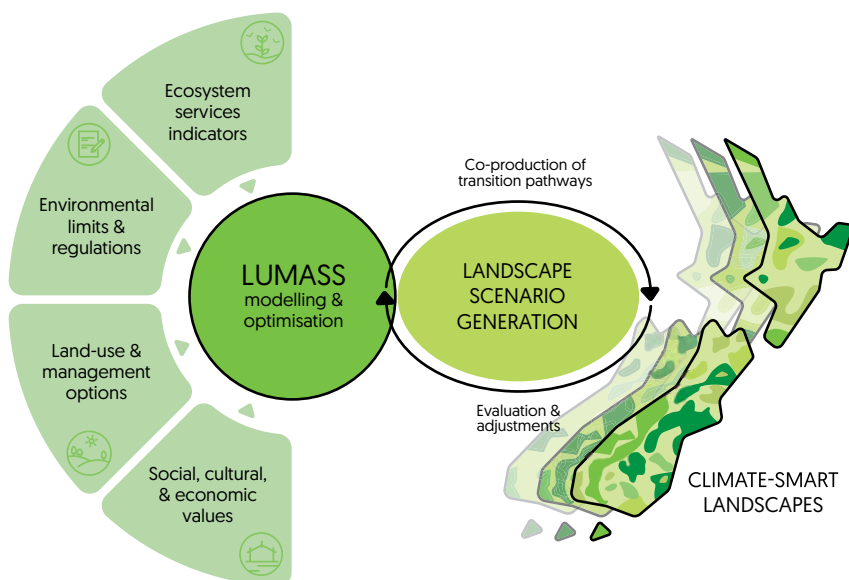 Ecosystem
services
indicators
Environmental
limits &
regulations
Land-use &
management
options
Social, cultural,
& economic
values
LUMASS
modelling &
optimisation
Co-production of
transition pathways
LANDSCAPE
SCENARIO
GENERATION
Evaluation &
adjustments
CLIMATE-SMART
LANDSCAPES